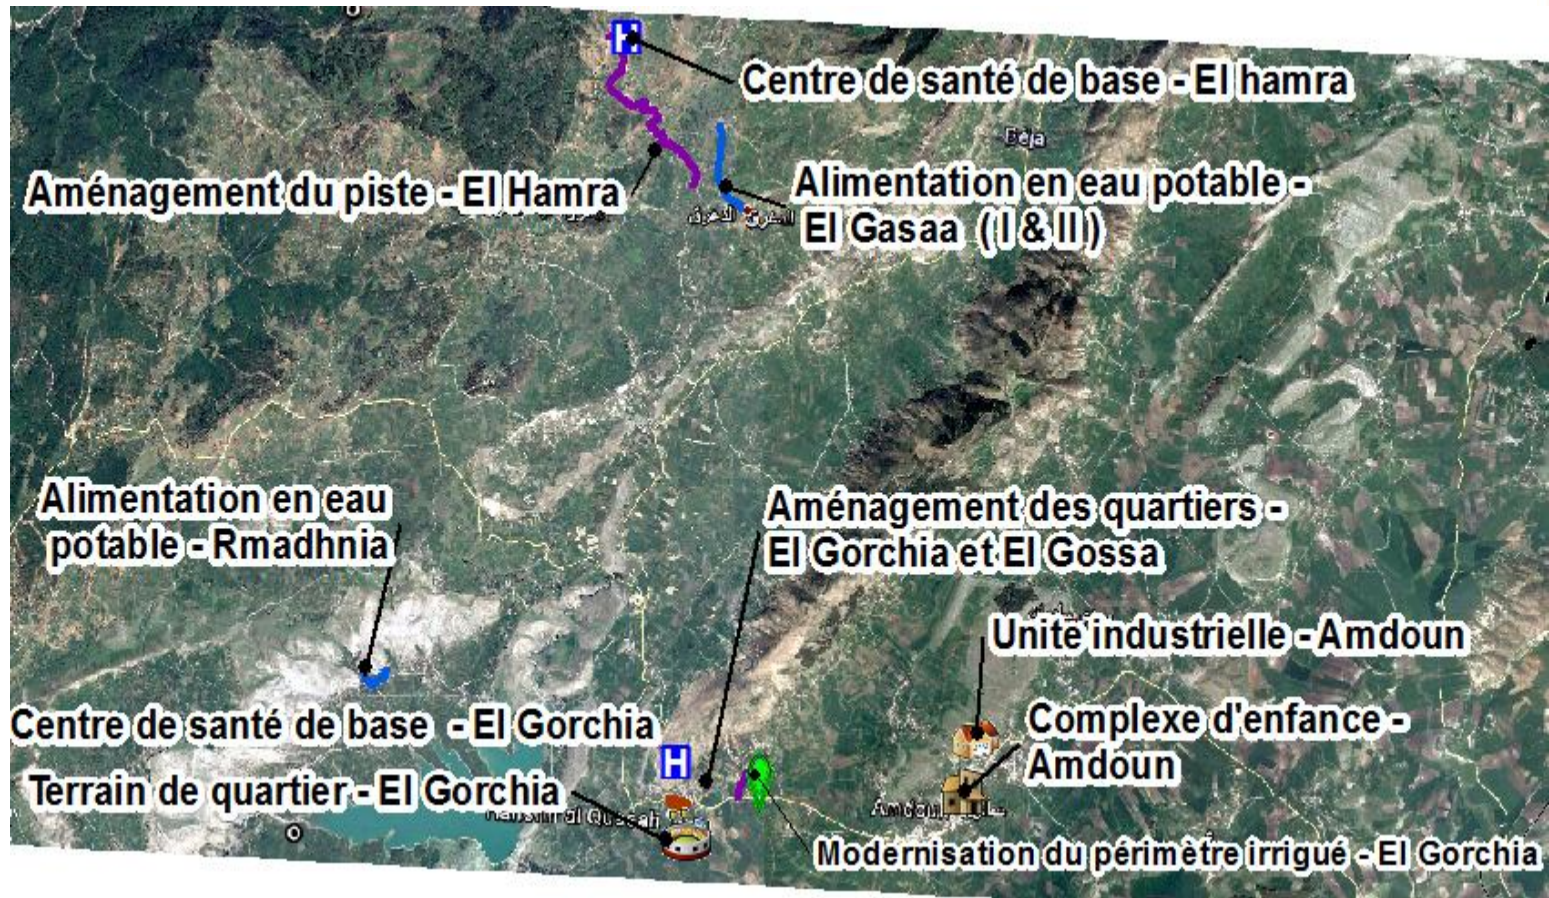 H
Centre de santé de base - El hamra
Béja
Aménagement du piste - El Hamra
Alimentation en eau potable -
El Gasaa ( I & II )
Alimentation en eau
potable - Rmadhnia
Aménagement des quartiers -
El Gorchia et El Gossa
Unite industrielle - Amdoun
Centre de santé de base - El Gorchia
H
Complexe d'enfance -
Amdoun
Terrain de quartier - El Gorchia
Amdoun
Modernisation du périmètre irrigué - El Gorchia